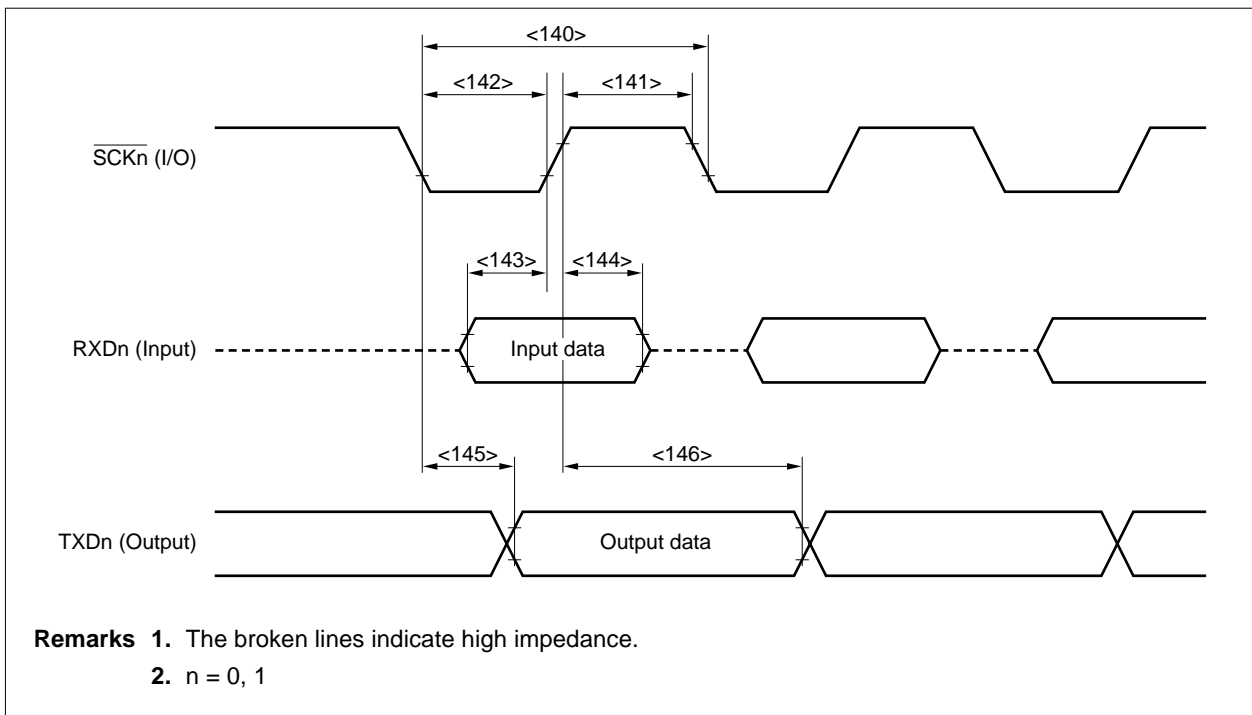 <140>
<142> <141>
SCKn (I/O)
<143> <144>
RXDn (Input) Input data
<145> <146>
TXDn (Output) Output data
Remarks 1. The broken lines indicate high impedance.
2. n = 0, 1